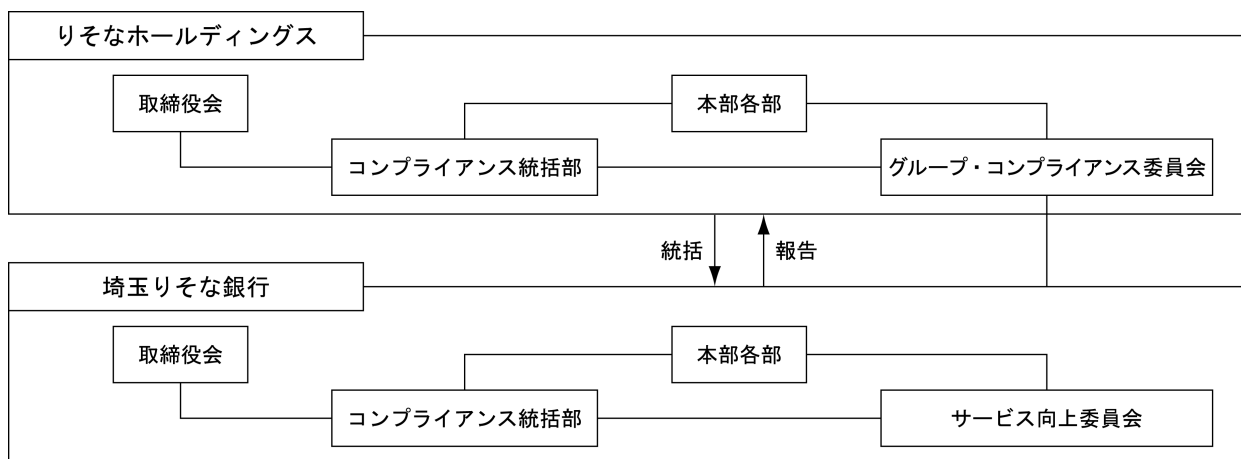 りそなホールディングス
取締役会
本部各部
コンプライアンス統括部
グループ・コンプライアンス委員会
統括
報告
埼玉りそな銀行
取締役会
本部各部
コンプライアンス統括部
サービス向上委員会